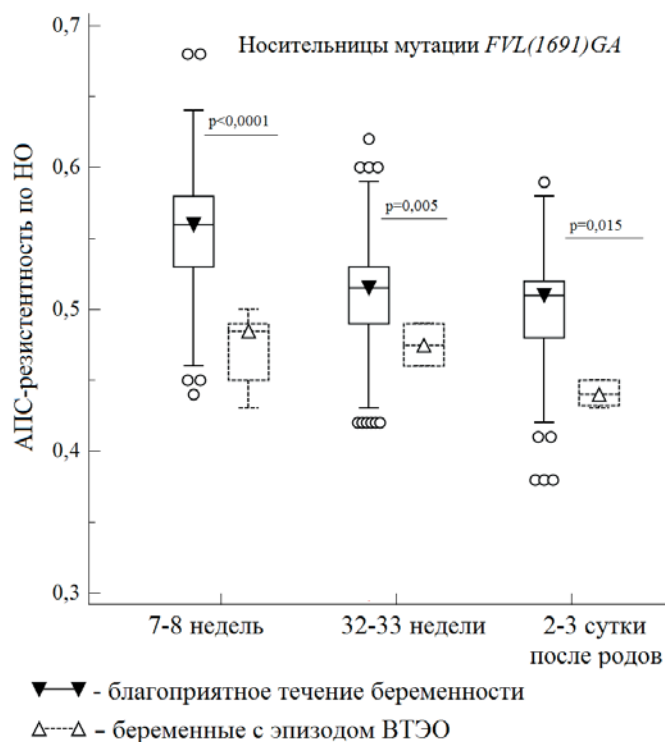 Носительницы мутации FVL(1691)GA
АПС-резистентность по НО
0,7
0,6
0,5
0,4
0,3
p<0,0001
p=0,005
p=0,015
7-8 недель
32-33 недели
2-3 сутки
после родов
- благоприятное течение беременности
- беременные с эпизодом ВТЭО